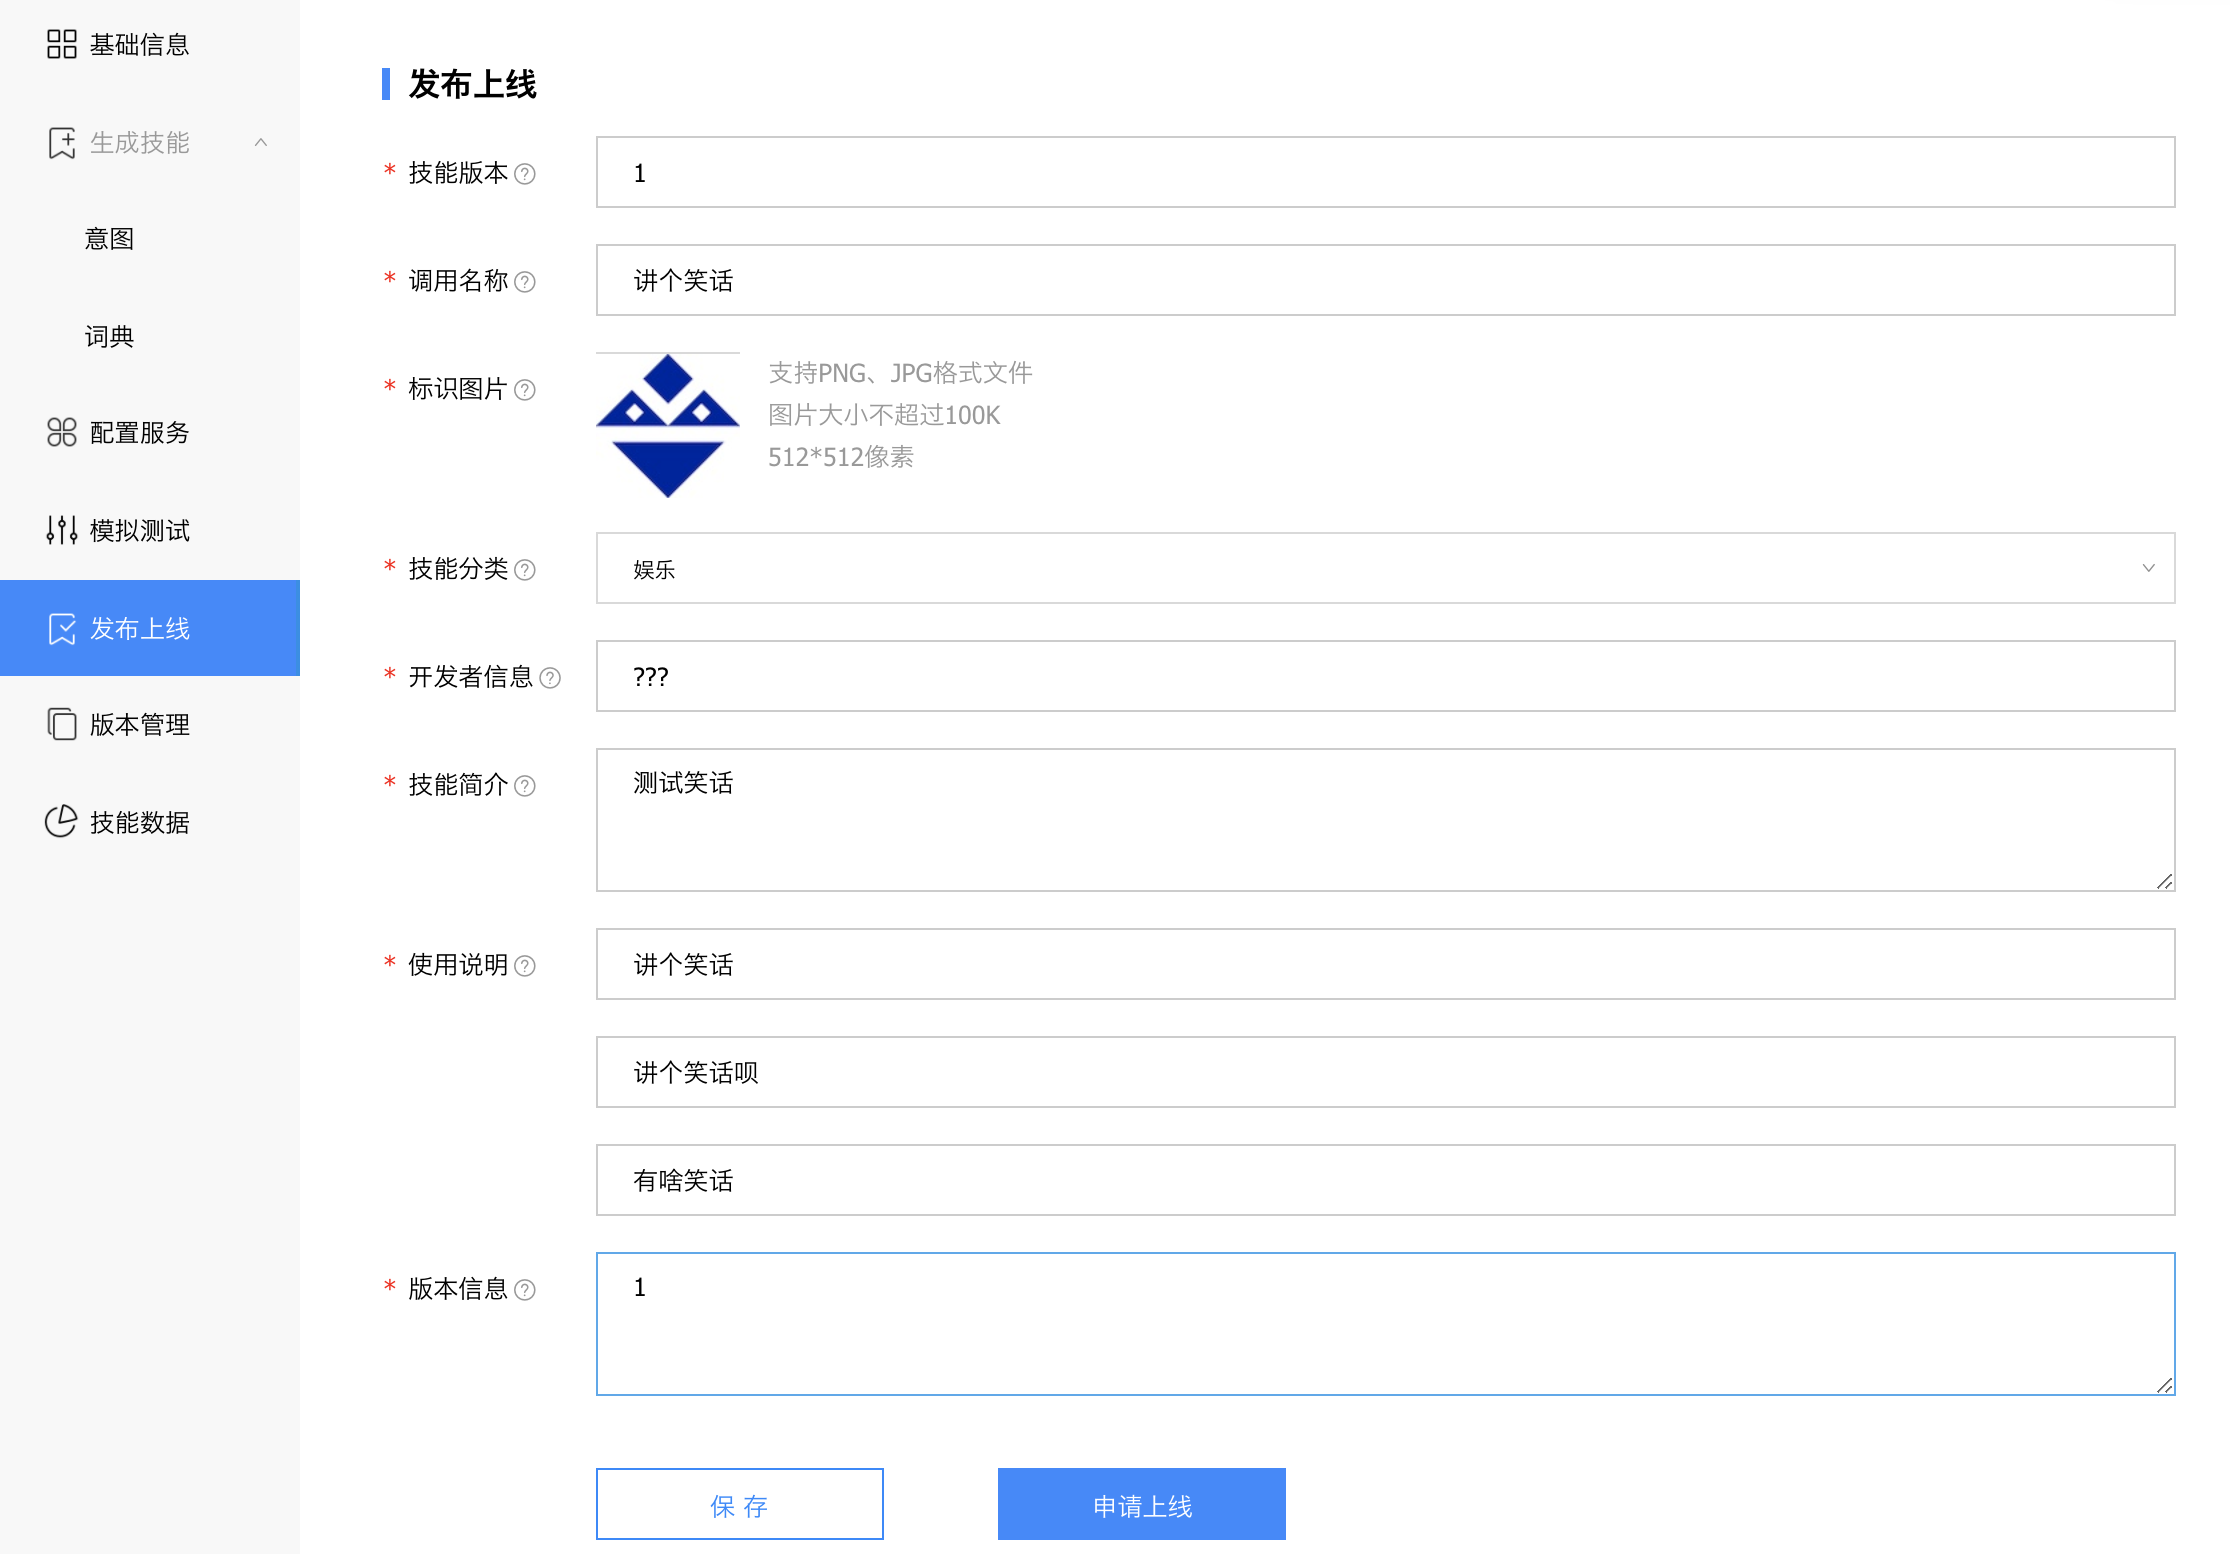 基础信息
生成技能
意图
词典
配置服务
模拟测试
发布上线
版本管理
技能数据
发布上线
* 技能版本 ? 1
* 调用名称 ? 讲个笑话
* 标识图片 ?
支持PNG、JPG格式文件
图片大小不超过100K
512*512像素
* 技能分类 ? 娱乐
* 开发者信息 ? ???
* 技能简介 ? 测试笑话
* 使用说明 ? 讲个笑话
讲个笑话呗
有啥笑话
* 版本信息 ? 1
保 存 申请上线